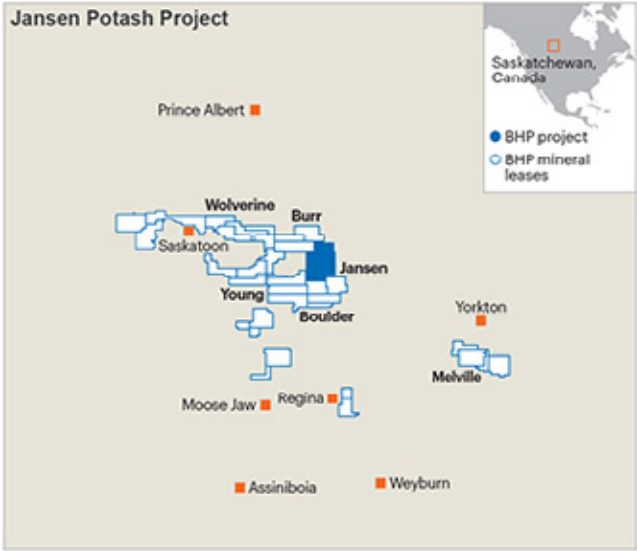 Jansen Potash Project
Saskatchewan,
Canada
BHP project
BHP mineral
leases
Prince Albert
Wolverine
Burr
Saskatoon
Jansen
Young
Boulder
Yorkton
Melville
Moose Jaw
Regina
Assiniboia
Weyburn